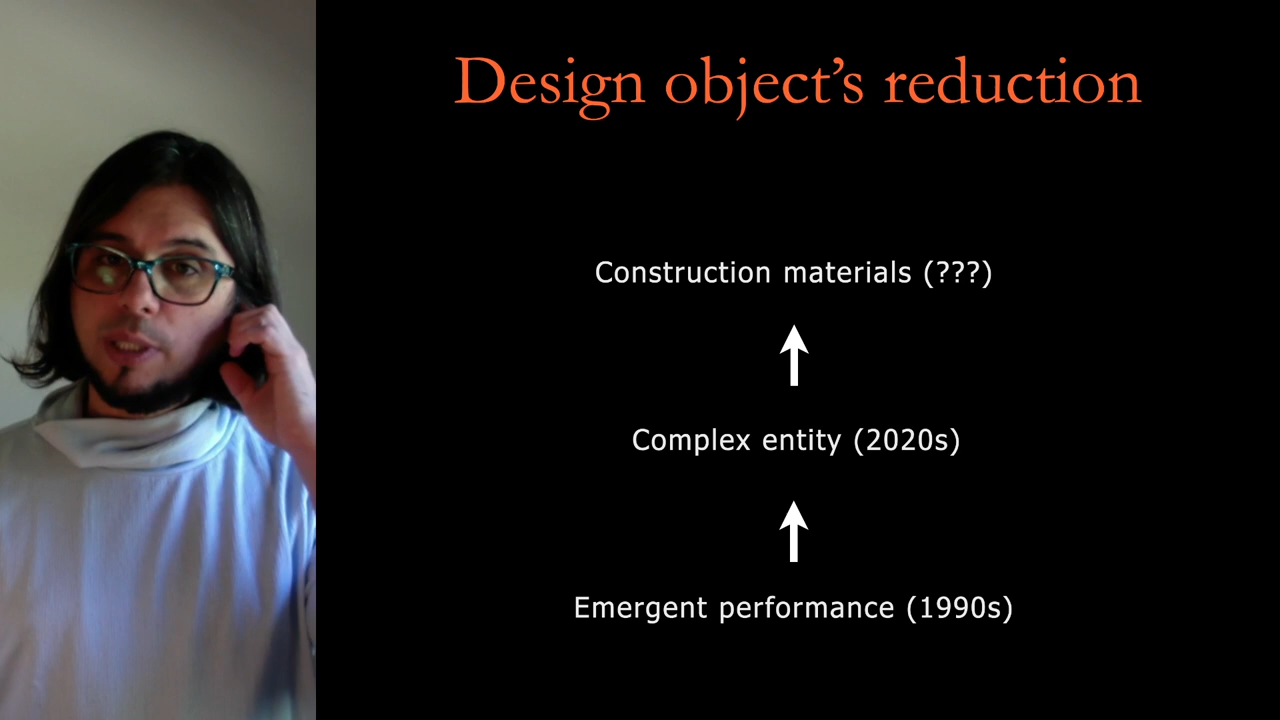 Design object’s reduction
Construction materials (???)
Complex entity (2020s)
Emergent performance (1990s)